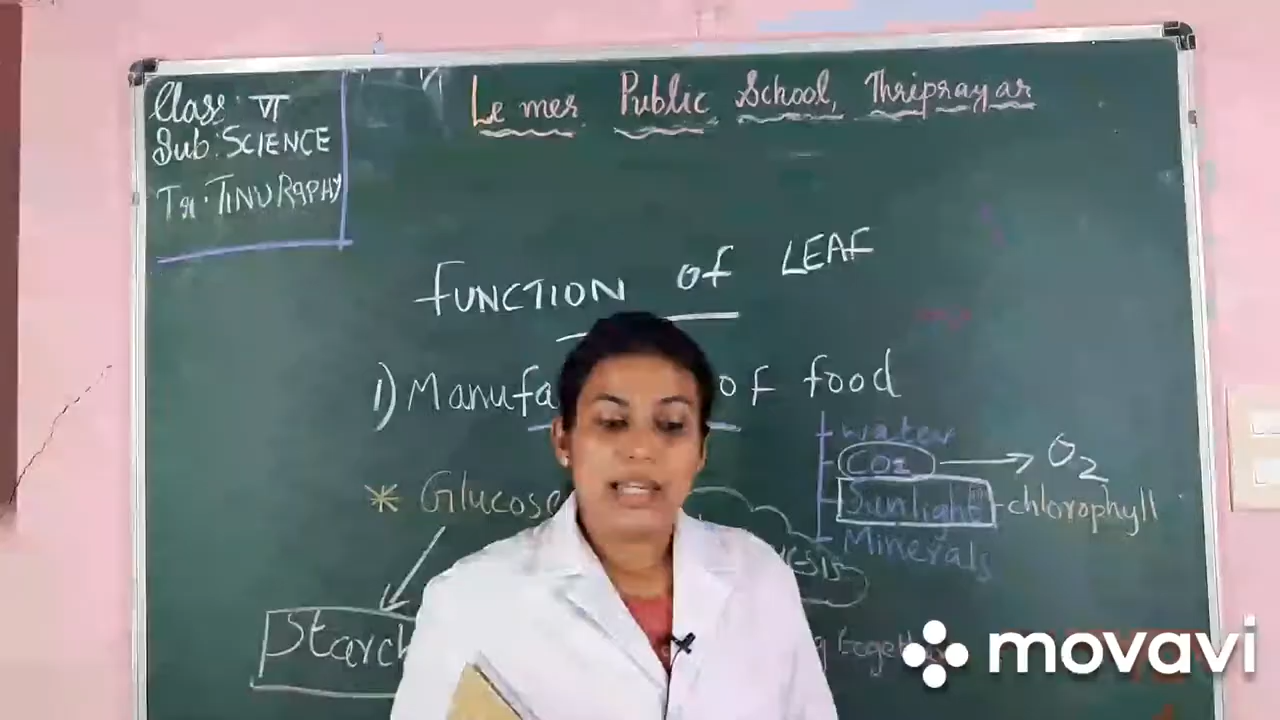 Le mer Public School, Thriprayar
Class: VI
Sub: SCIENCE
Tr. TINU RAPHY
FUNCTION of LEAF
1) Manufa of food
water
CO2 → O2
* Glucose
Sunlight - chlorophyll
Minerals
Starch
together
movavi